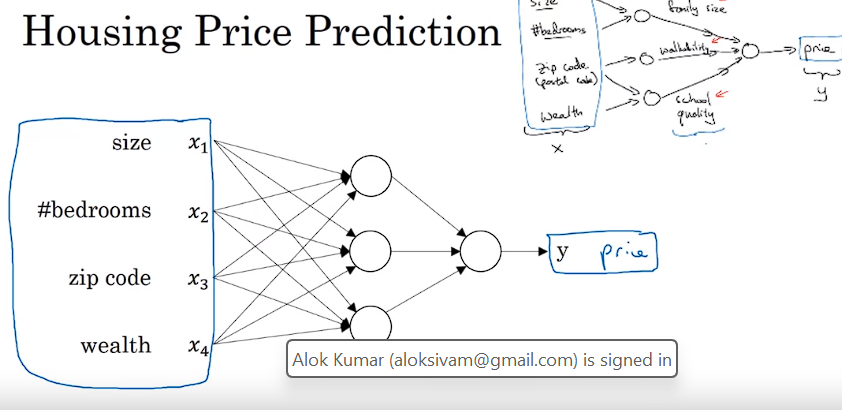 Housing Price Prediction
size
#bedrooms
zip code
(postal code)
wealth
family size
walkability
school
quality
price
x
y
size x₁
#bedrooms x₂
zip code x₃
wealth x₄
y price
Alok Kumar (aloksivam@gmail.com) is signed in